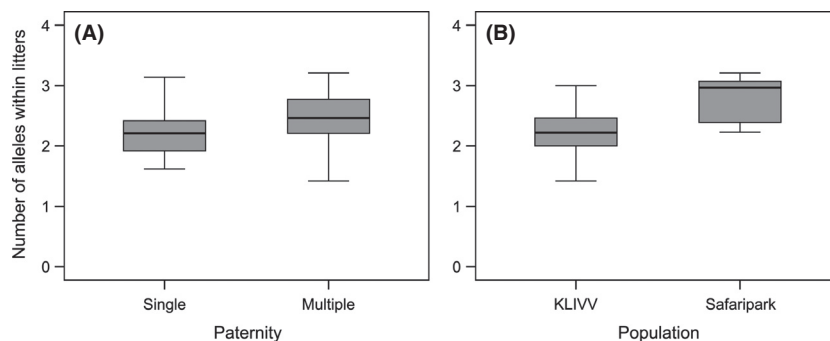 (A)
Number of alleles within litters
4
3
2
1
0
Single Multiple
Paternity
(B)
4
3
2
1
0
KLIVV Safaripark
Population